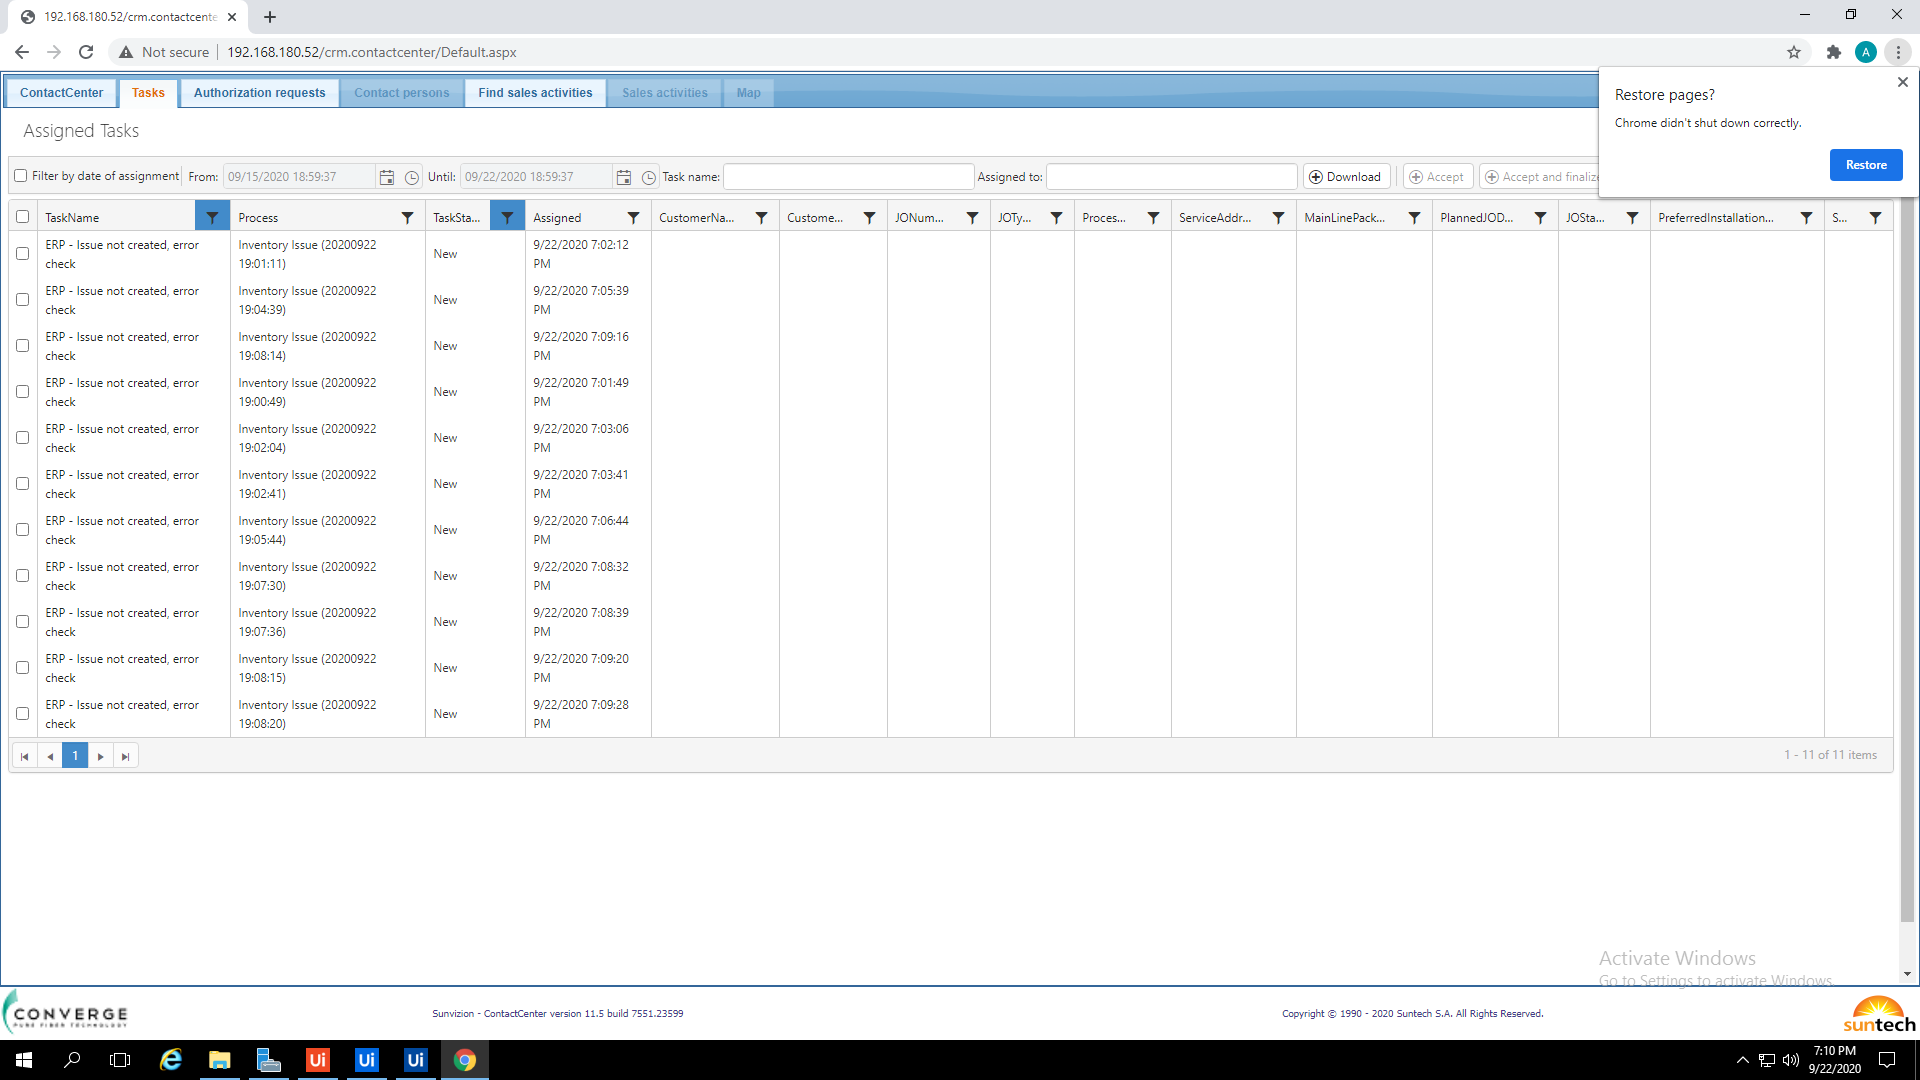 192.168.180.52/crm.contactcente
Not secure 192.168.180.52/crm.contactcenter/Default.aspx A
ContactCenter Tasks Authorization requests Contact persons Find sales activities Sales activities Map
Restore pages?
Chrome didn't shut down correctly.
Restore
Assigned Tasks
Filter by date of assignment From: 09/15/2020 18:59:37 Until: 09/22/2020 18:59:37 Task name: Assigned to: Download Accept Accept and finalize
TaskName Process TaskSta... Assigned CustomerNa... Custome... JONum... JOTy... Proces... ServiceAddr... MainLinePack... PlannedJOD... JOSta... PreferredInstallation... S...
ERP - Issue not created, error check Inventory Issue (20200922 19:01:11) New 9/22/2020 7:02:12 PM
ERP - Issue not created, error check Inventory Issue (20200922 19:04:39) New 9/22/2020 7:05:39 PM
ERP - Issue not created, error check Inventory Issue (20200922 19:08:14) New 9/22/2020 7:09:16 PM
ERP - Issue not created, error check Inventory Issue (20200922 19:00:49) New 9/22/2020 7:01:49 PM
ERP - Issue not created, error check Inventory Issue (20200922 19:02:04) New 9/22/2020 7:03:06 PM
ERP - Issue not created, error check Inventory Issue (20200922 19:02:41) New 9/22/2020 7:03:41 PM
ERP - Issue not created, error check Inventory Issue (20200922 19:05:44) New 9/22/2020 7:06:44 PM
ERP - Issue not created, error check Inventory Issue (20200922 19:07:30) New 9/22/2020 7:08:32 PM
ERP - Issue not created, error check Inventory Issue (20200922 19:07:36) New 9/22/2020 7:08:39 PM
ERP - Issue not created, error check Inventory Issue (20200922 19:08:15) New 9/22/2020 7:09:20 PM
ERP - Issue not created, error check Inventory Issue (20200922 19:08:20) New 9/22/2020 7:09:28 PM
1 1 - 11 of 11 items
Activate Windows
Go to Settings to activate Windows.
CONVERGE
PURE FIBER TECHNOLOGY
Sunvizion - ContactCenter version 11.5 build 7551.23599 Copyright © 1990 - 2020 Suntech S.A. All Rights Reserved.
suntech
Ui Ui Ui
7:10 PM
9/22/2020